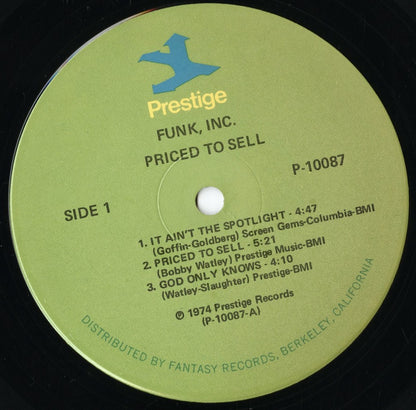 Prestige
FUNK, INC.
PRICED TO SELL
P-10087
SIDE 1
1. IT AIN'T THE SPOTLIGHT - 4:47
(Goffin-Goldberg) Screen Gems-Columbia-BMI
2. PRICED TO SELL - 5:21
(Bobby Watley) Prestige Music-BMI
3. GOD ONLY KNOWS - 4:10
(Watley-Slaughter) Prestige-BMI
℗ 1974 Prestige Records
(P-10087-A)
DISTRIBUTED BY FANTASY RECORDS, BERKELEY, CALIFORNIA